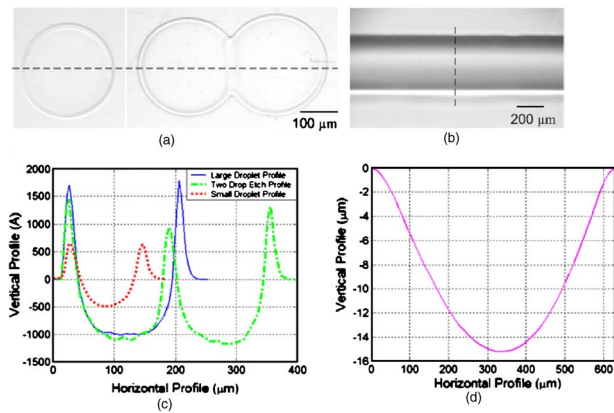 100 μm
200 μm
(a)
(b)
2000
1500
1000
500
0
-500
-1000
-1500
Vertical Profile (A)
Large Droplet Profile
Two Drop Etch Profile
Small Droplet Profile
0
100
200
300
400
Horizontal Profile (μm)
(c)
0
-2
-4
-6
-8
-10
-12
-14
-16
Vertical Profile (μm)
0
100
200
300
400
500
600
Horizontal Profile (μm)
(d)